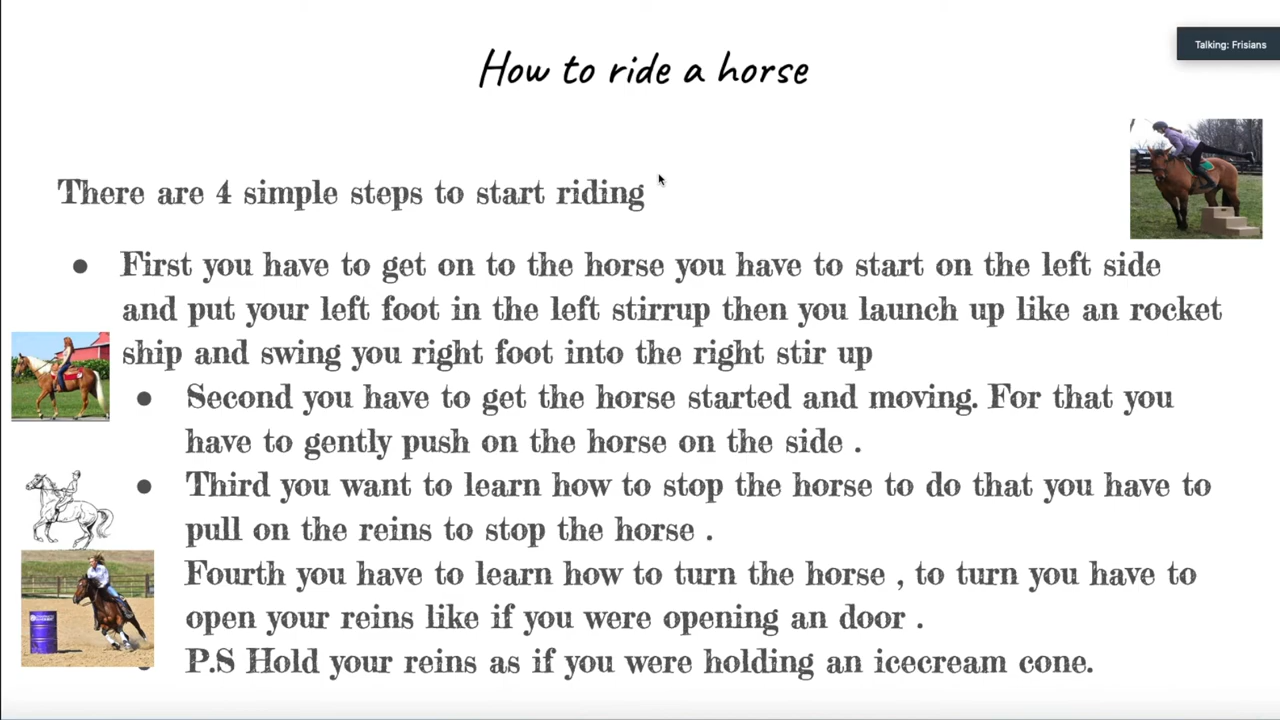 Talking: Frisians
How to ride a horse
There are 4 simple steps to start riding
● First you have to get on to the horse you have to start on the left side
and put your left foot in the left stirrup then you launch up like an rocket
ship and swing you right foot into the right stir up
● Second you have to get the horse started and moving. For that you
have to gently push on the horse on the side .
● Third you want to learn how to stop the horse to do that you have to
pull on the reins to stop the horse .
Fourth you have to learn how to turn the horse , to turn you have to
open your reins like if you were opening an door .
● P.S Hold your reins as if you were holding an icecream cone.